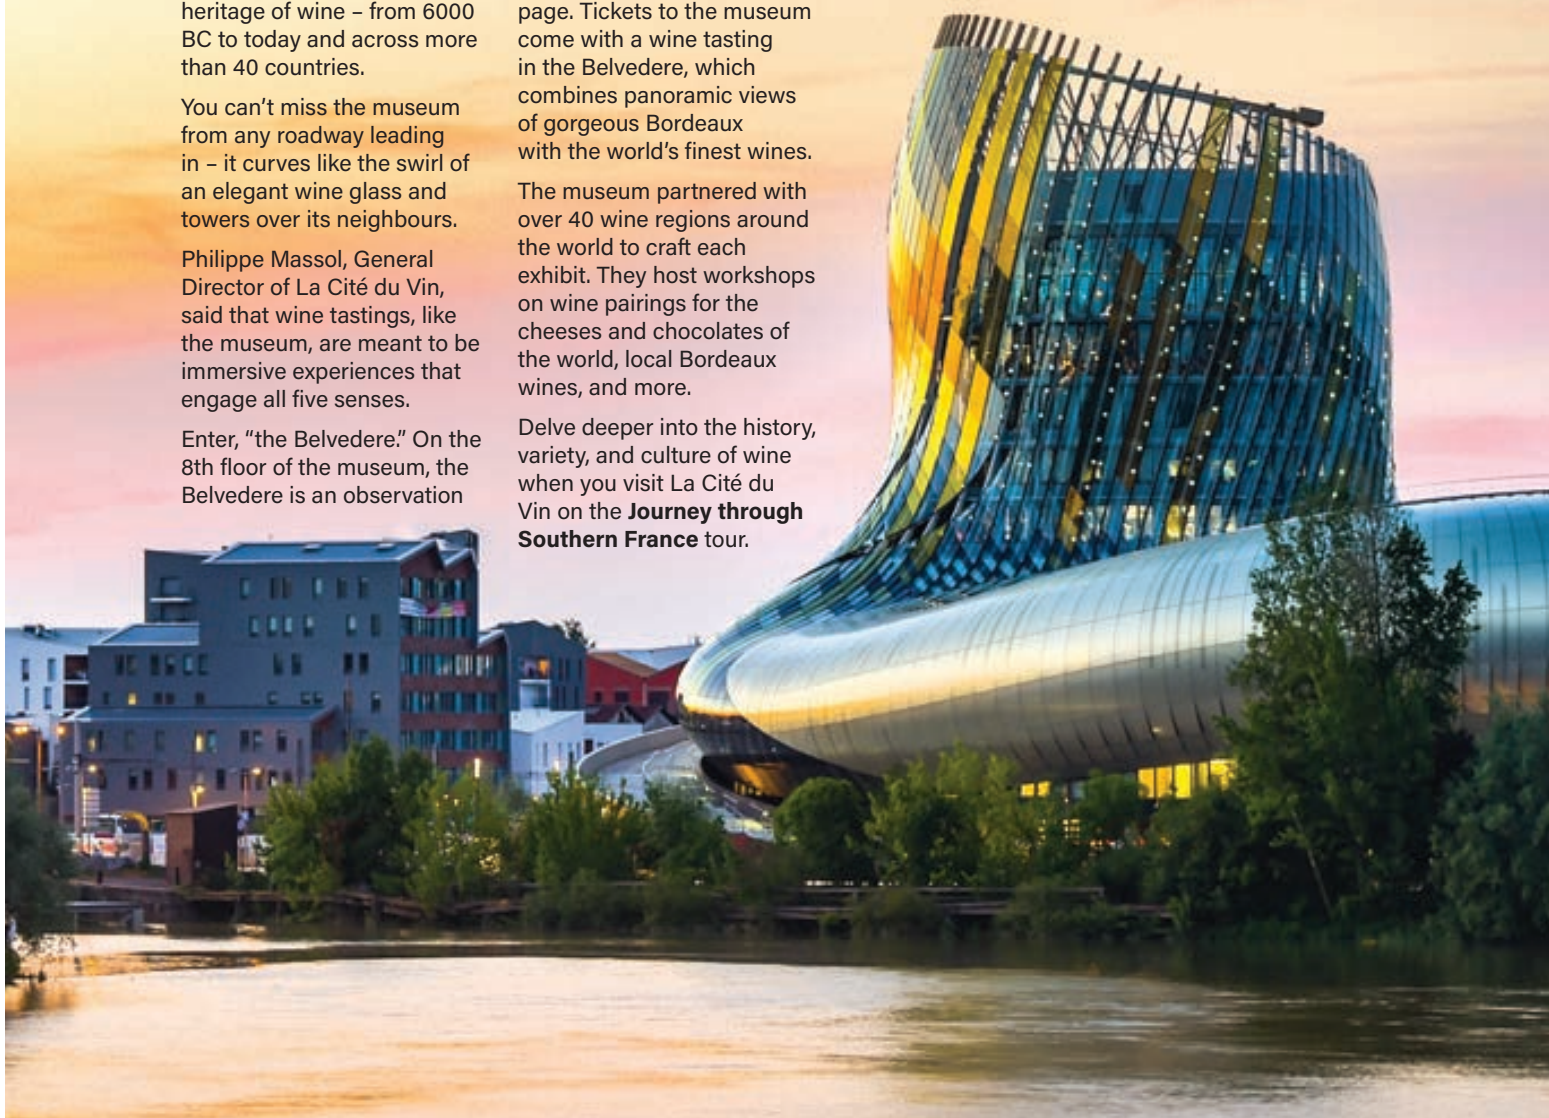 heritage of wine – from 6000
BC to today and across more
than 40 countries.
You can’t miss the museum
from any roadway leading
in – it curves like the swirl of
an elegant wine glass and
towers over its neighbours.
Philippe Massol, General
Director of La Cité du Vin,
said that wine tastings, like
the museum, are meant to be
immersive experiences that
engage all five senses.
Enter, “the Belvedere.” On the
8th floor of the museum, the
Belvedere is an observation
page. Tickets to the museum
come with a wine tasting
in the Belvedere, which
combines panoramic views
of gorgeous Bordeaux
with the world’s finest wines.
The museum partnered with
over 40 wine regions around
the world to craft each
exhibit. They host workshops
on wine pairings for the
cheeses and chocolates of
the world, local Bordeaux
wines, and more.
Delve deeper into the history,
variety, and culture of wine
when you visit La Cité du
Vin on the Journey through
Southern France tour.